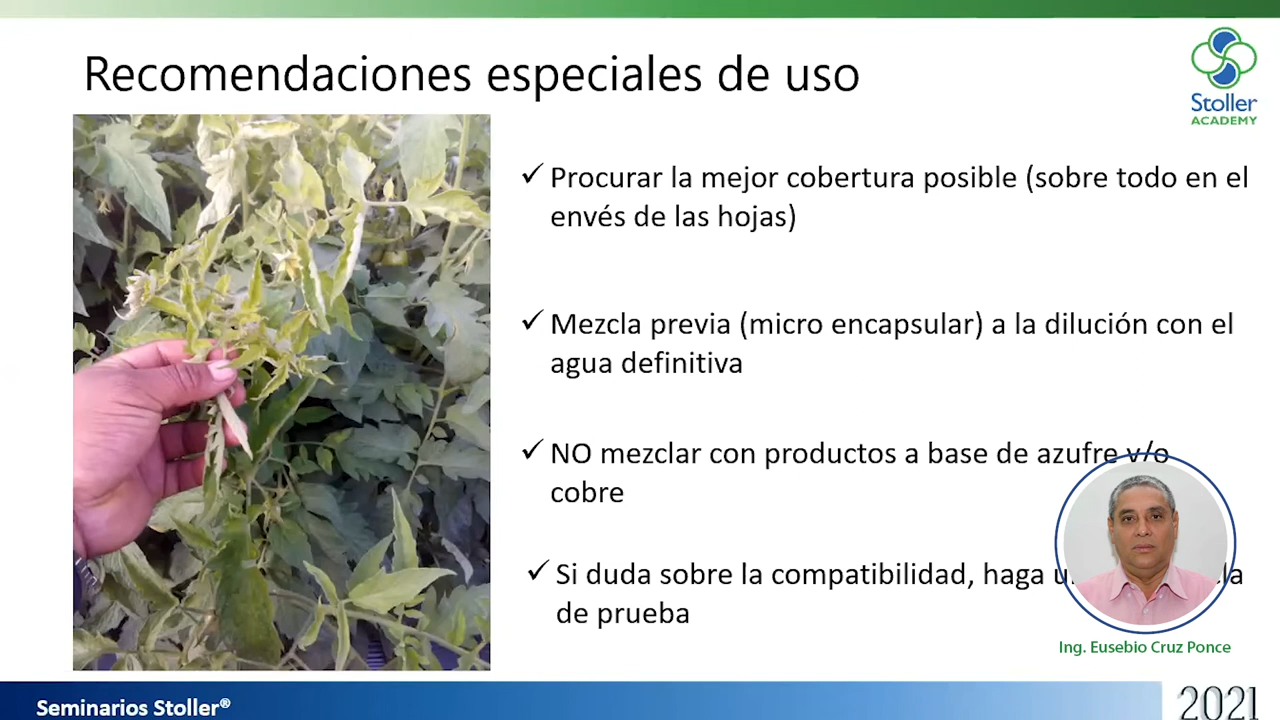 Recomendaciones especiales de uso
Stoller
ACADEMY
✓ Procurar la mejor cobertura posible (sobre todo en el
envés de las hojas)
✓ Mezcla previa (micro encapsular) a la dilución con el
agua definitiva
✓ NO mezclar con productos a base de azufre y/o
cobre
✓ Si duda sobre la compatibilidad, haga
de prueba
Ing. Eusebio Cruz Ponce
Seminarios Stoller®
2021